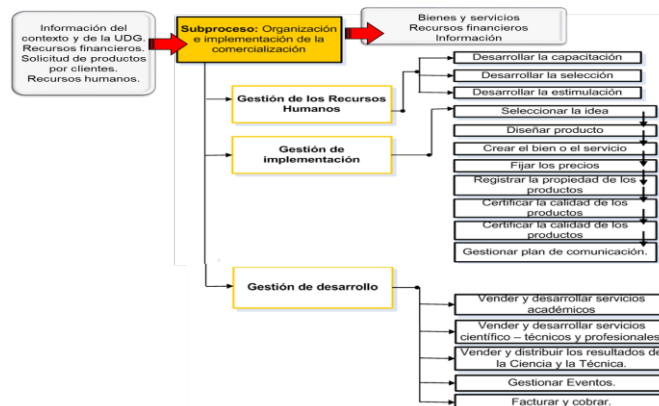 Información del
contexto y de la UDG.
Recursos financieros.
Solicitud de productos
por clientes.
Recursos humanos.
Subproceso: Organización
e implementación de la
comercialización
Bienes y servicios
Recursos financieros
Información
Gestión de los Recursos
Humanos
Desarrollar la capacitación
Desarrollar la selección
Desarrollar la estimulación
Gestión de
implementación
Seleccionar la idea
Diseñar producto
Crear el bien o el servicio
Fijar los precios
Registrar la propiedad de los
productos
Certificar la calidad de los
productos
Certificar la calidad de los
productos
Gestionar plan de comunicación.
Gestión de desarrollo
Vender y desarrollar servicios
académicos
Vender y desarrollar servicios
científico – técnicos y profesionales
Vender y distribuir los resultados de
la Ciencia y la Técnica.
Gestionar Eventos.
Facturar y cobrar.